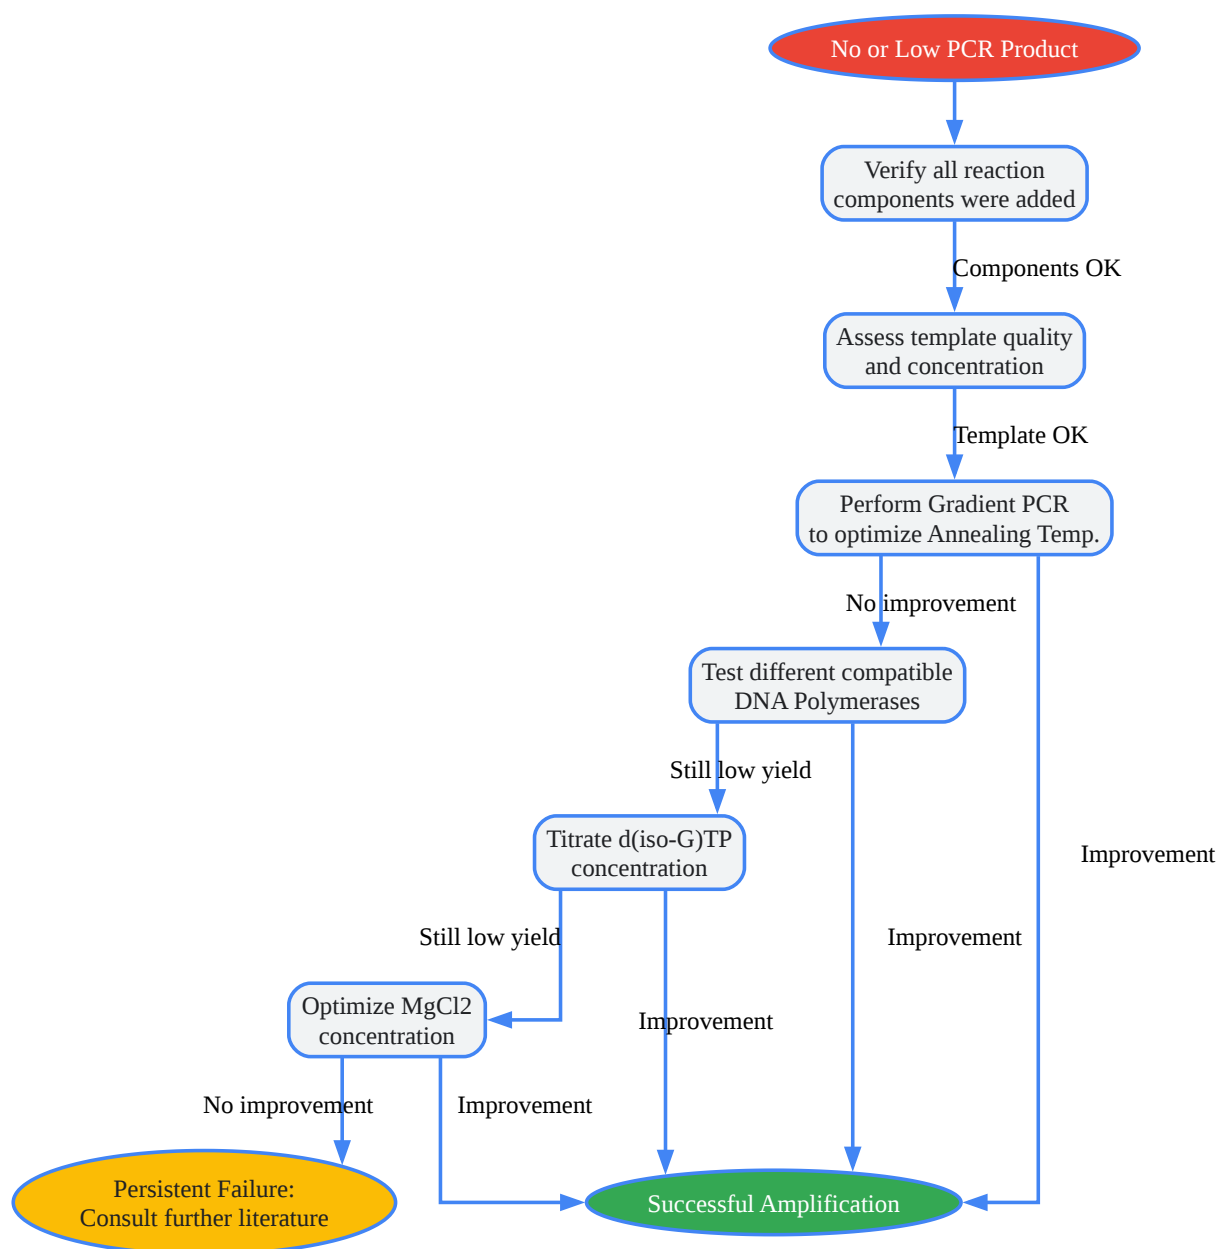 No or Low PCR Product
Verify all reaction
components were added
Components OK
Assess template quality
and concentration
Template OK
Perform Gradient PCR
to optimize Annealing Temp.
No improvement
Test different compatible
DNA Polymerases
Still low yield
Titrate d(iso-G)TP
concentration
Improvement
Still low yield
Improvement
Optimize MgCl2
concentration
Improvement
No improvement
Improvement
Persistent Failure:
Consult further literature
Successful Amplification